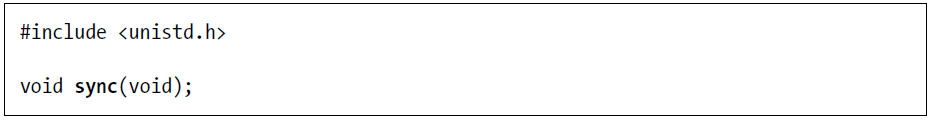 #include <unistd.h>
void sync(void);